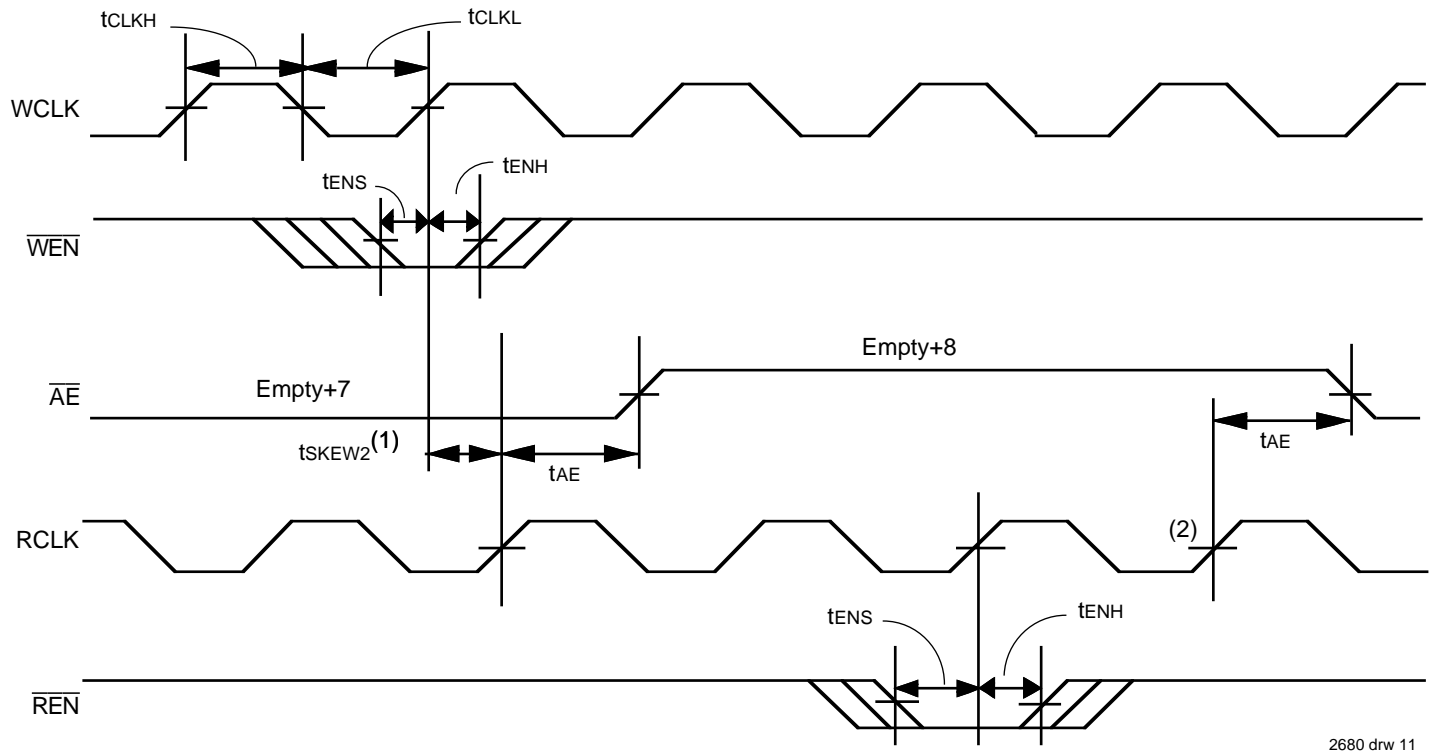 tCLKH
tCLKL
WCLK
tENS
tENH
WEN
Empty+7
Empty+8
AE
tSKEW2(1)
tAE
tAE
RCLK
(2)
tENS
tENH
REN
2680 drw 11